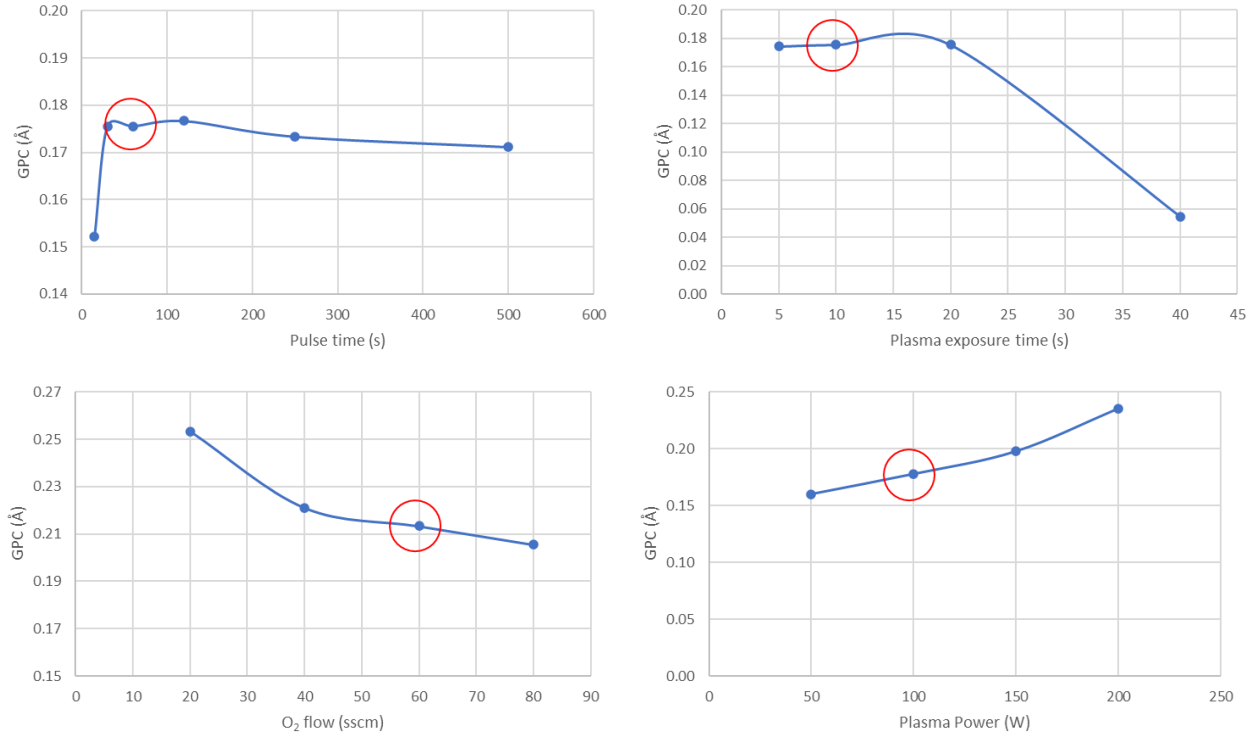 0.20
0.19
0.18
0.17
0.16
0.15
0.14
GPC (Å)
0 100 200 300 400 500 600
Pulse time (s)
0.20
0.18
0.16
0.14
0.12
0.10
0.08
0.06
0.04
0.02
0.00
GPC (Å)
0 5 10 15 20 25 30 35 40 45
Plasma exposure time (s)
0.27
0.25
0.23
0.21
0.19
0.17
0.15
GPC (Å)
0 10 20 30 40 50 60 70 80 90
O₂ flow (sscm)
0.25
0.20
0.15
0.10
0.05
0.00
GPC (Å)
0 50 100 150 200 250
Plasma Power (W)